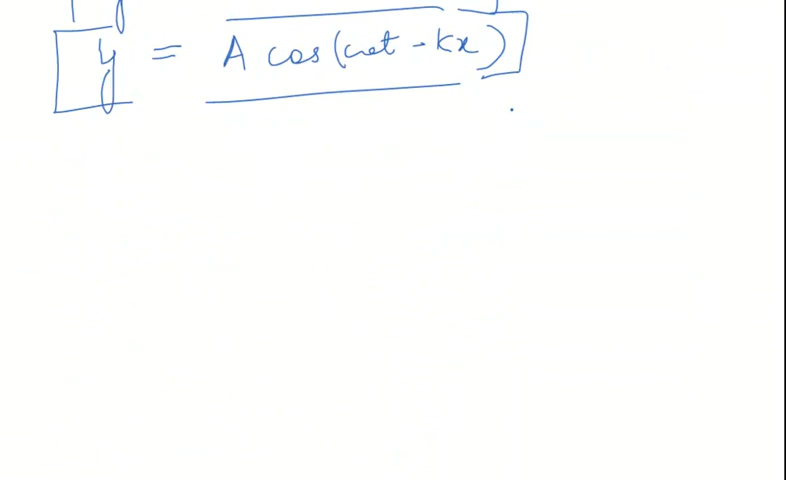 y = A cos(ωt - kx)